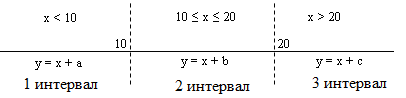 x < 10 10 ≤ x ≤ 20 x > 20
10 20
y = x + a y = x + b y = x + c
1 интервал 2 интервал 3 интервал